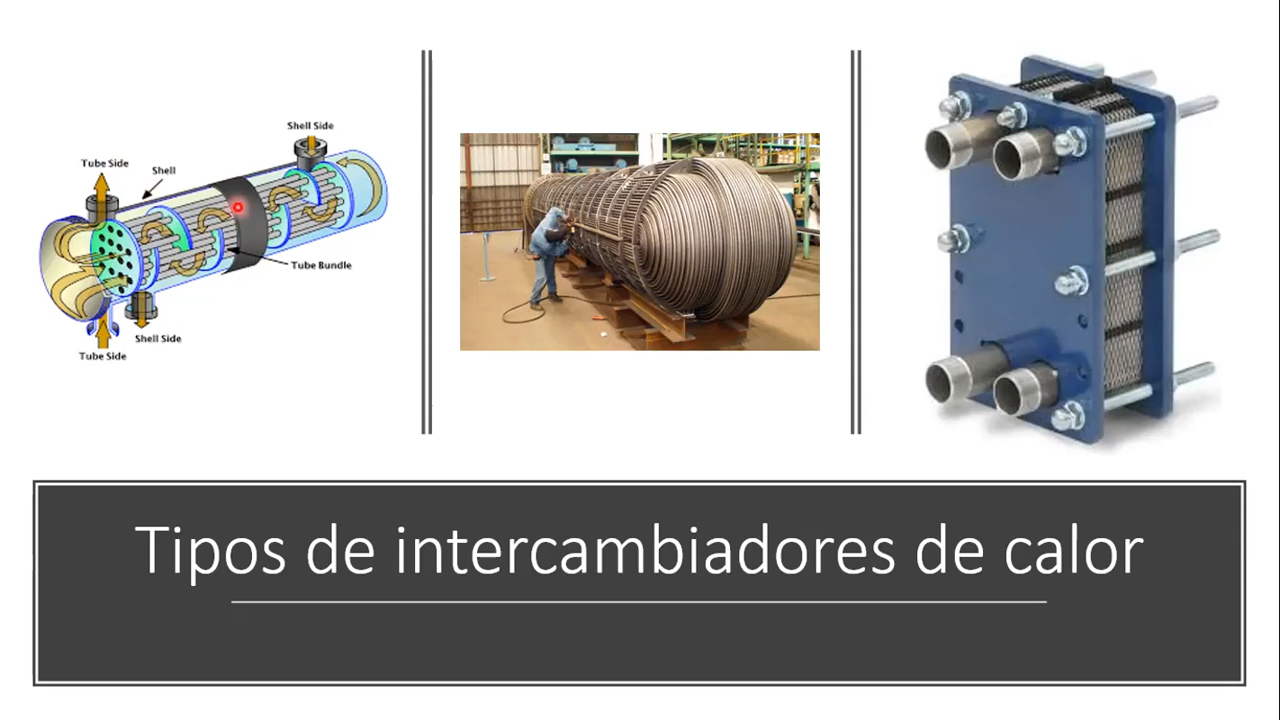 Shell Side
Tube Side
Shell
Tube Bundle
Shell Side
Tube Side
Tipos de intercambiadores de calor